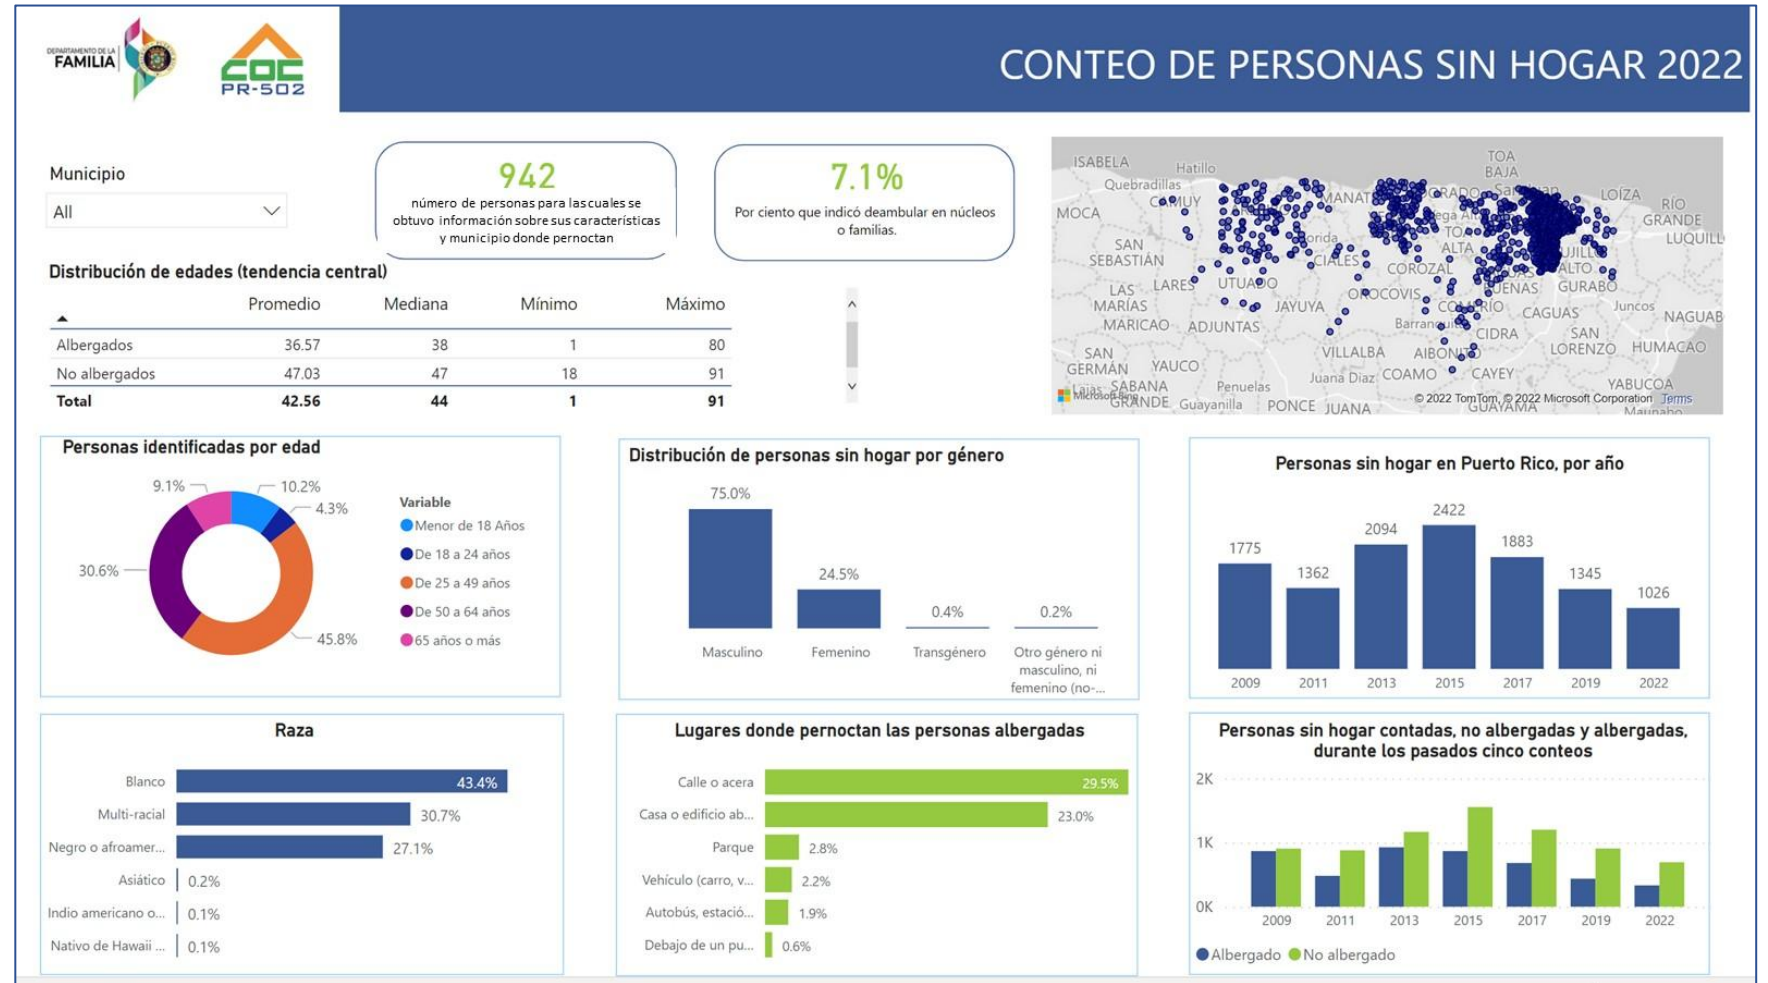 DEPARTAMENTO DE LA
FAMILIA
COC
PR-502
CONTEO DE PERSONAS SIN HOGAR 2022
Municipio
All
942
número de personas para las cuales se
obtuvo información sobre sus características
y municipio donde pernoctan
7.1%
Por ciento que indicó deambular en núcleos
o familias.
Distribución de edades (tendencia central)
Promedio Mediana Mínimo Máximo
Albergados 36.57 38 1 80
No albergados 47.03 47 18 91
Total 42.56 44 1 91
ISABELA
Hatillo
TOA
BAJA
Quebradillas
CAMUY
MANAT
LOÍZA
RÍO
GRANDE
MOCA
LUQUILL
SAN
SEBASTIÁN
CIALES
TOA
ALTA
COROZAL
GURABO
LAS
MARÍAS
LARES
UTUADO
JAYUYA
OROCOVIS
COMERÍO
CAGUAS
Juncos
NAGUAB
MARICAO
ADJUNTAS
CIDRA
SAN
LORENZO
HUMACAO
SAN
GERMÁN
YAUCO
VILLALBA
AIBONITO
Juana Diaz
COAMO
CAYEY
YABUCOA
Lajas
SABANA
GRANDE
Penuelas
Guayanilla
PONCE
JUANA
GUAYAMA
Maunabo
Microsoft Bing
© 2022 TomTom, © 2022 Microsoft Corporation Terms
Personas identificadas por edad
9.1%
10.2%
4.3%
30.6%
45.8%
Variable
Menor de 18 Años
De 18 a 24 años
De 25 a 49 años
De 50 a 64 años
65 años o más
Distribución de personas sin hogar por género
75.0%
24.5%
0.4%
0.2%
Masculino
Femenino
Transgénero
Otro género ni
masculino, ni
femenino (no-...
Personas sin hogar en Puerto Rico, por año
1775
1362
2094
2422
1883
1345
1026
2009 2011 2013 2015 2017 2019 2022
Raza
Blanco 43.4%
Multi-racial 30.7%
Negro o afroamer... 27.1%
Asiático 0.2%
Indio americano o... 0.1%
Nativo de Hawaii ... 0.1%
Lugares donde pernoctan las personas albergadas
Calle o acera 29.5%
Casa o edificio ab... 23.0%
Parque 2.8%
Vehículo (carro, v... 2.2%
Autobús, estació... 1.9%
Debajo de un pu... 0.6%
Personas sin hogar contadas, no albergadas y albergadas,
durante los pasados cinco conteos
2K
1K
0K
2009 2011 2013 2015 2017 2019 2022
Albergado No albergado